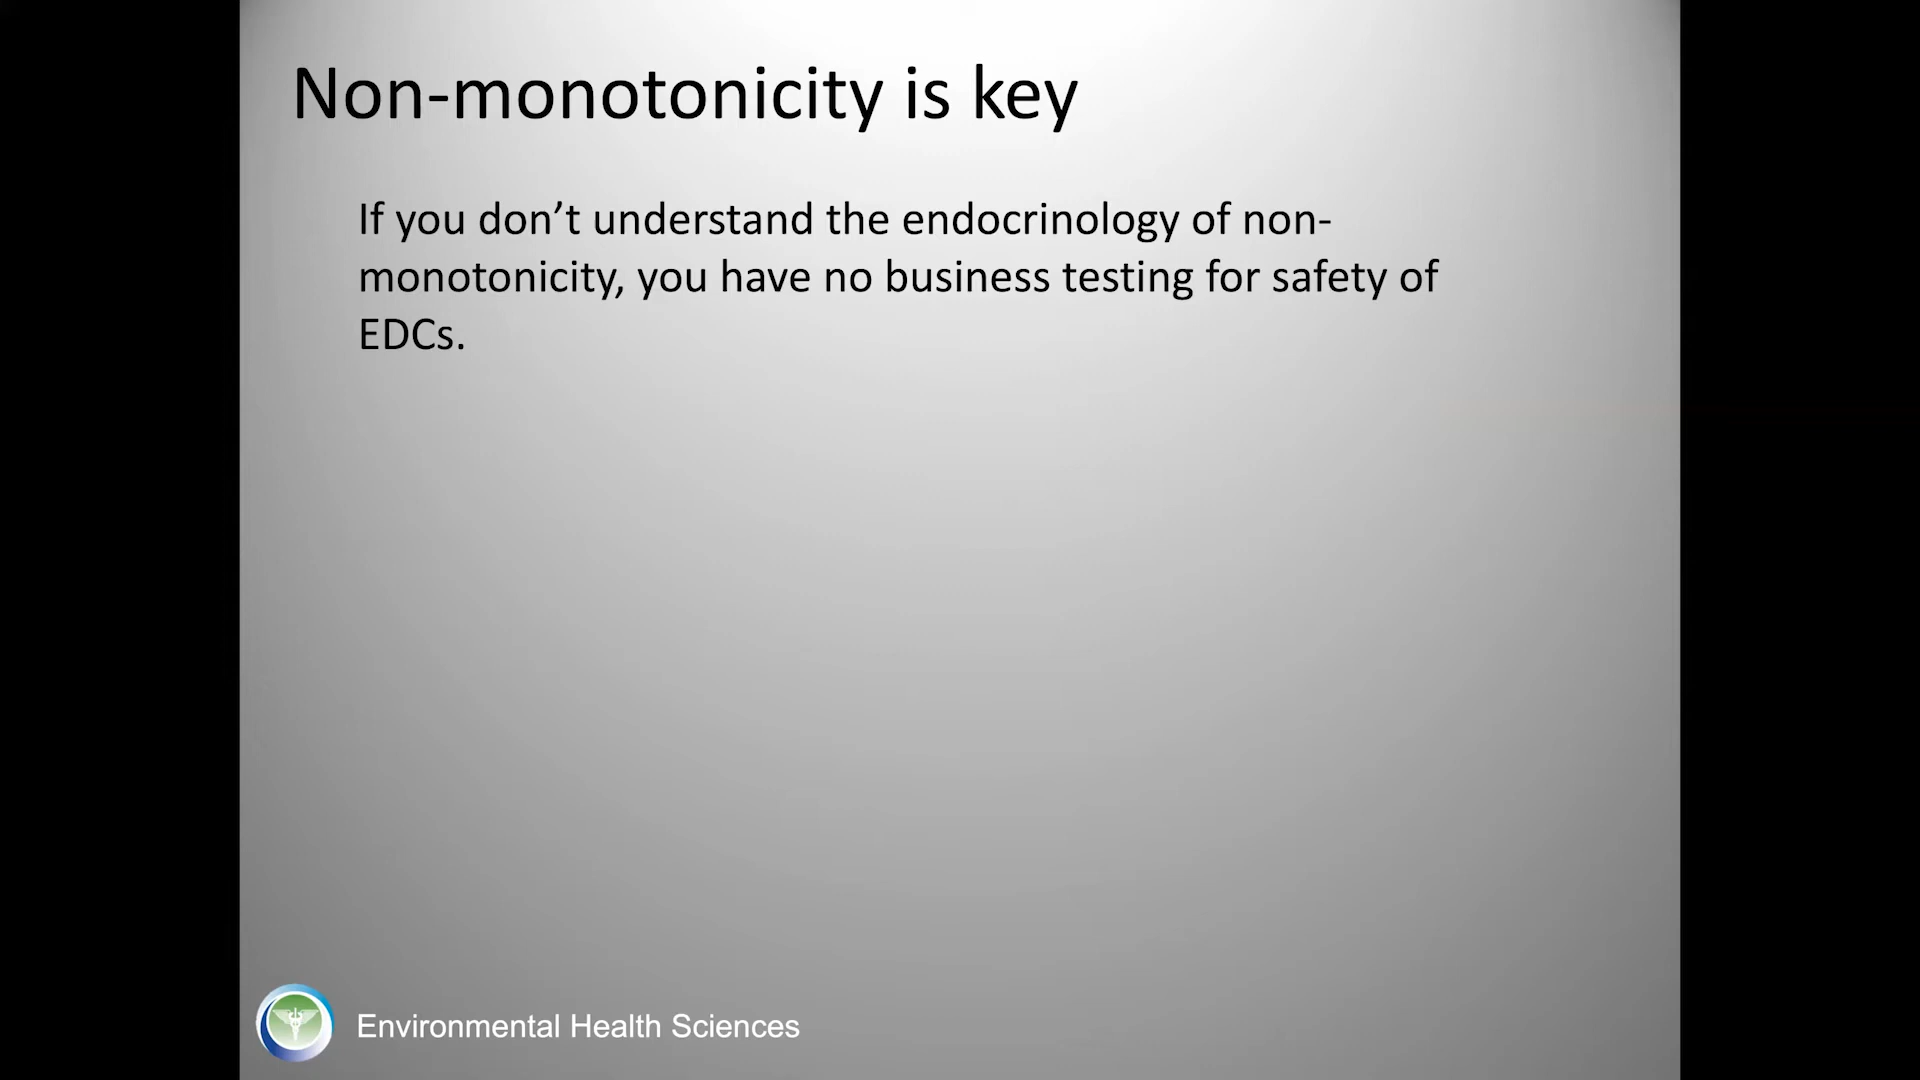 Non-monotonicity is key
If you don’t understand the endocrinology of non-
monotonicity, you have no business testing for safety of
EDCs.
Environmental Health Sciences